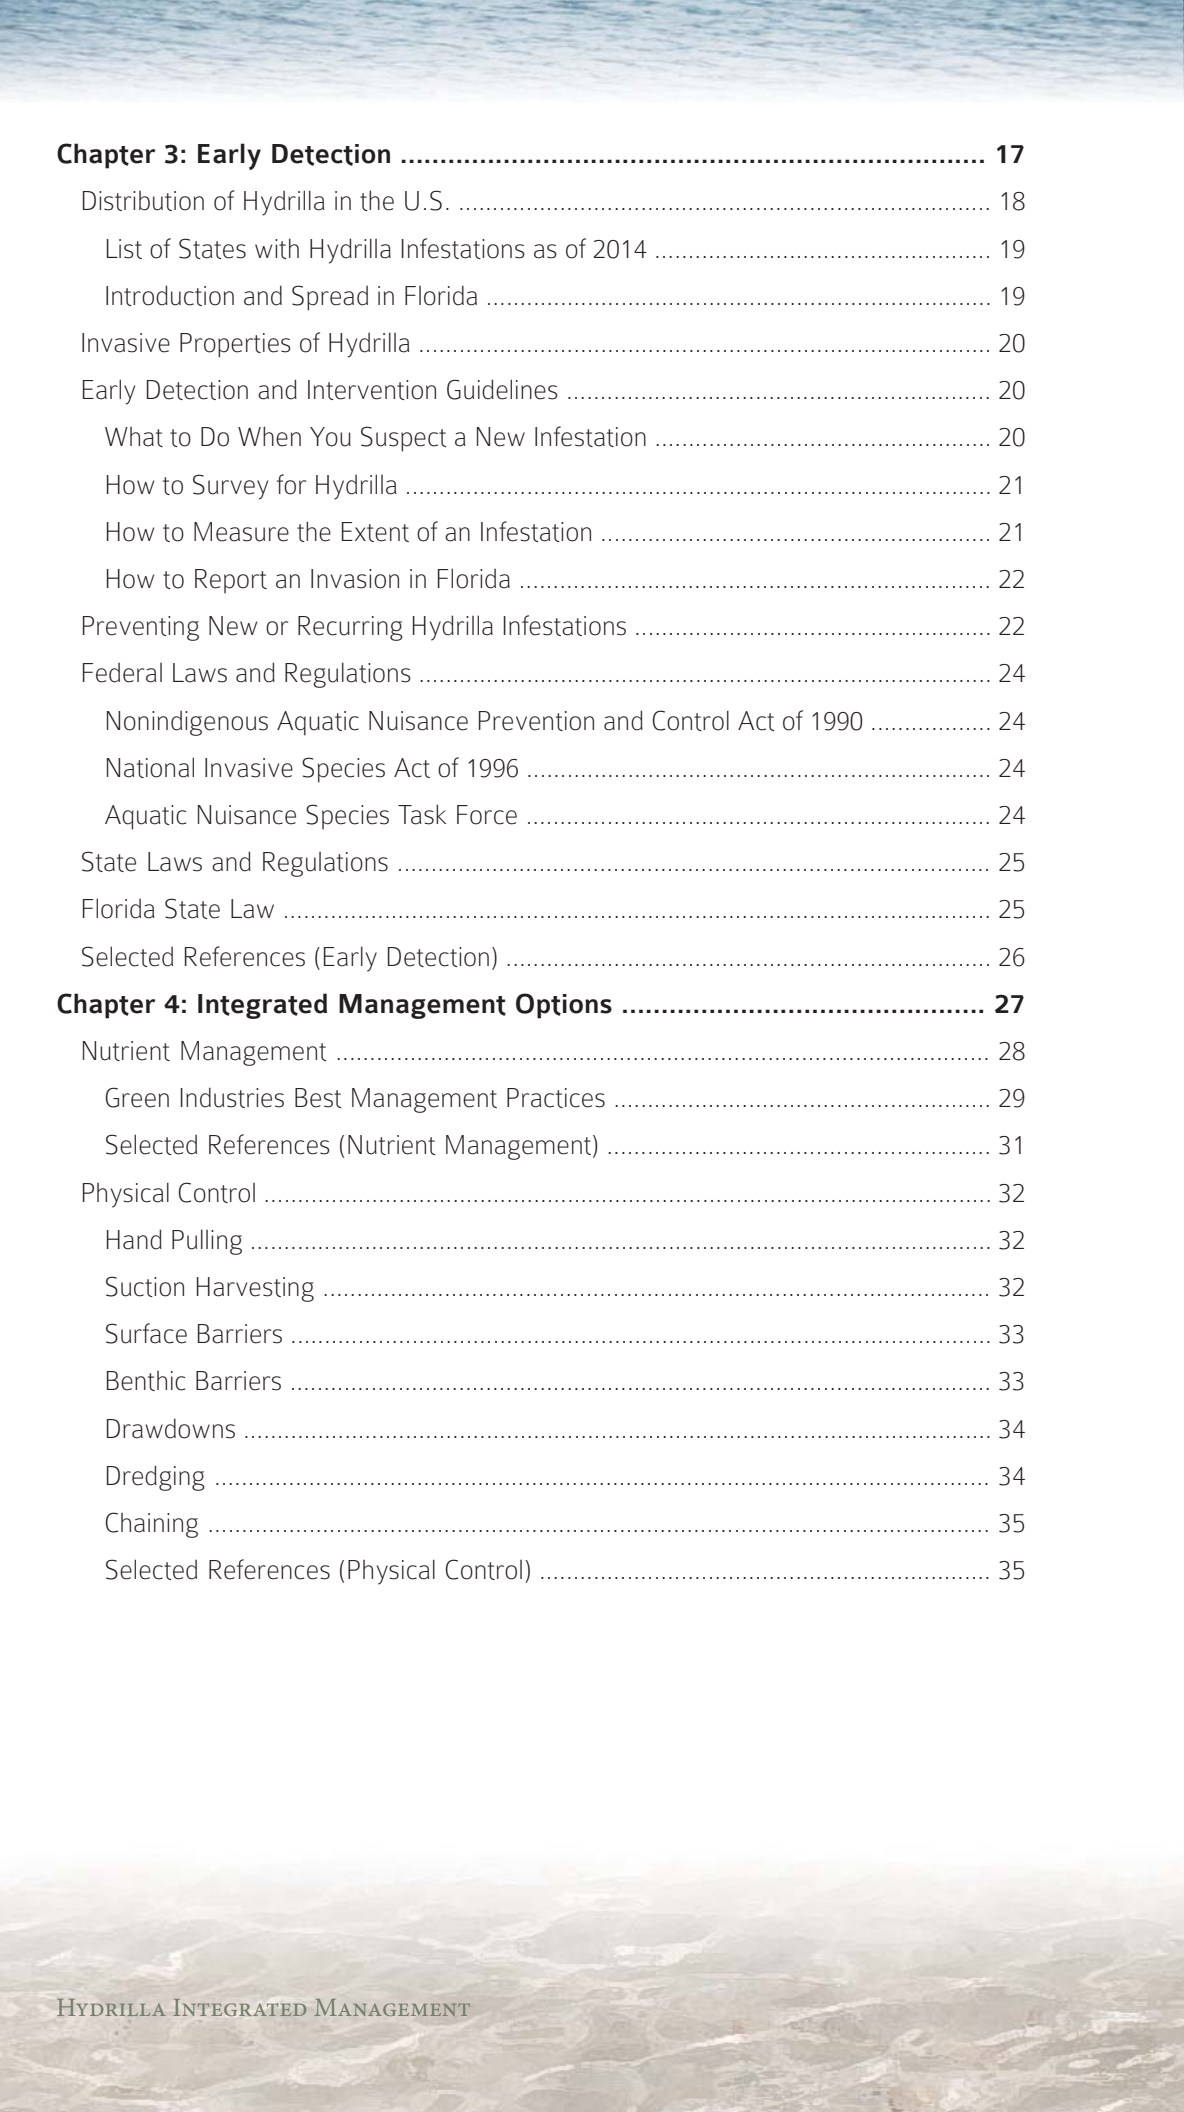 Chapter 3: Early Detection .......................................................................... 17
Distribution of Hydrilla in the U.S. ............................................................................... 18
List of States with Hydrilla Infestations as of 2014 .................................................. 19
Introduction and Spread in Florida ........................................................................... 19
Invasive Properties of Hydrilla ..................................................................................... 20
Early Detection and Intervention Guidelines ............................................................... 20
What to Do When You Suspect a New Infestation .................................................. 20
How to Survey for Hydrilla ....................................................................................... 21
How to Measure the Extent of an Infestation .......................................................... 21
How to Report an Invasion in Florida ...................................................................... 22
Preventing New or Recurring Hydrilla Infestations ..................................................... 22
Federal Laws and Regulations ..................................................................................... 24
Nonindigenous Aquatic Nuisance Prevention and Control Act of 1990 .................. 24
National Invasive Species Act of 1996 ..................................................................... 24
Aquatic Nuisance Species Task Force ..................................................................... 24
State Laws and Regulations ........................................................................................ 25
Florida State Law ......................................................................................................... 25
Selected References (Early Detection) ........................................................................ 26
Chapter 4: Integrated Management Options .............................................. 27
Nutrient Management ................................................................................................. 28
Green Industries Best Management Practices ........................................................ 29
Selected References (Nutrient Management) ......................................................... 31
Physical Control ............................................................................................................ 32
Hand Pulling .............................................................................................................. 32
Suction Harvesting ................................................................................................... 32
Surface Barriers ........................................................................................................ 33
Benthic Barriers ........................................................................................................ 33
Drawdowns ............................................................................................................... 34
Dredging ................................................................................................................... 34
Chaining .................................................................................................................... 35
Selected References (Physical Control) ................................................................... 35
Hydrilla Integrated Management